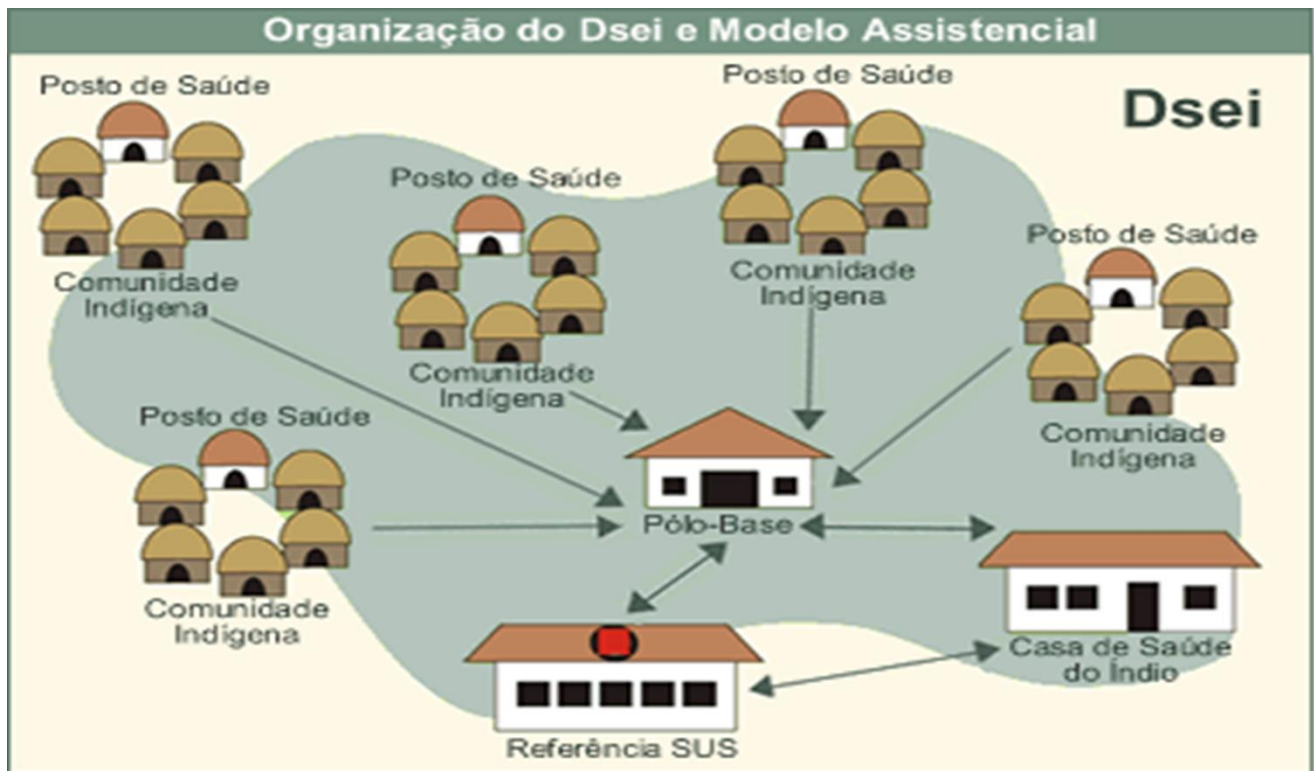 Organização do Dsei e Modelo Assistencial
Dsei
Posto de Saúde
Comunidade
Indígena
Posto de Saúde
Comunidade
Indígena
Posto de Saúde
Comunidade
Indígena
Posto de Saúde
Comunidade
Indígena
Posto de Saúde
Comunidade
Indígena
Pólo-Base
Casa de Saúde
do Índio
Referência SUS